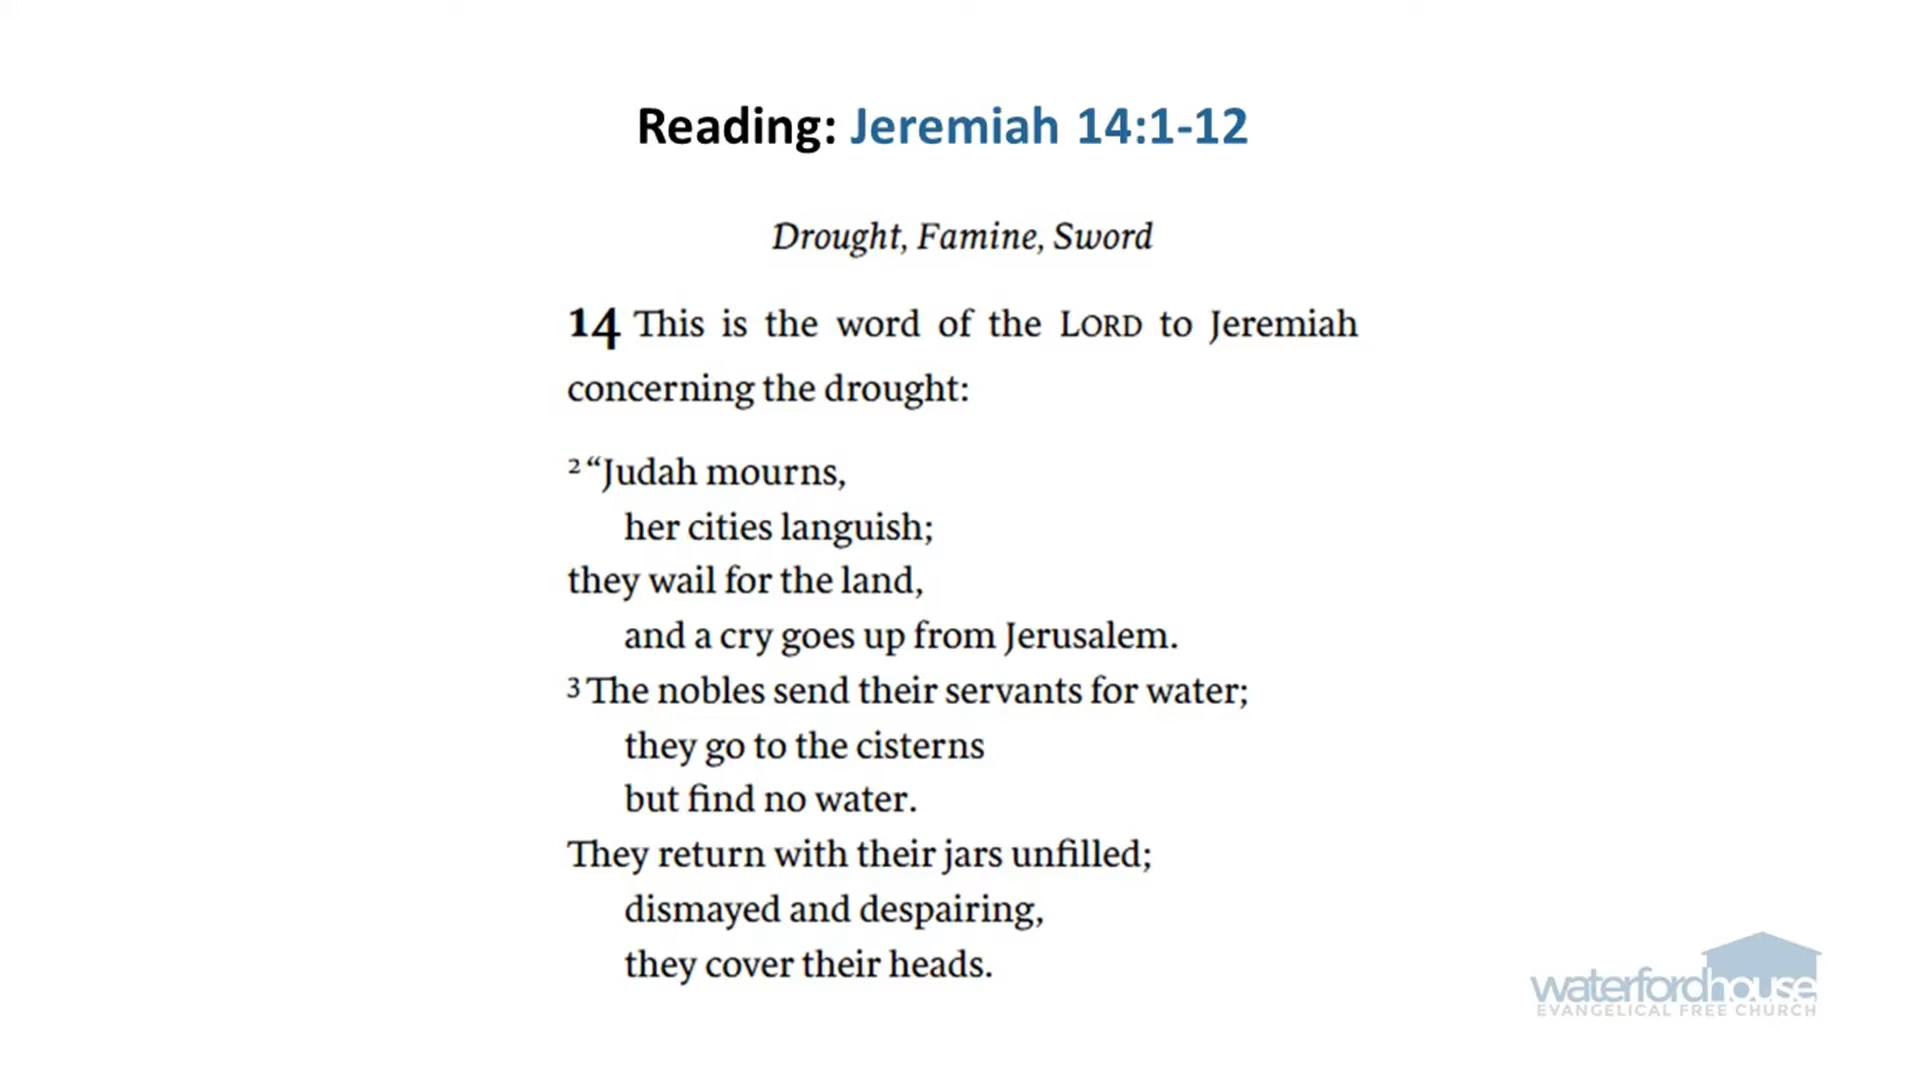 Reading: Jeremiah 14:1-12
Drought, Famine, Sword
14 This is the word of the LORD to Jeremiah
concerning the drought:
2 “Judah mourns,
her cities languish;
they wail for the land,
and a cry goes up from Jerusalem.
3 The nobles send their servants for water;
they go to the cisterns
but find no water.
They return with their jars unfilled;
dismayed and despairing,
they cover their heads.
waterfordhouse
EVANGELICAL FREE CHURCH